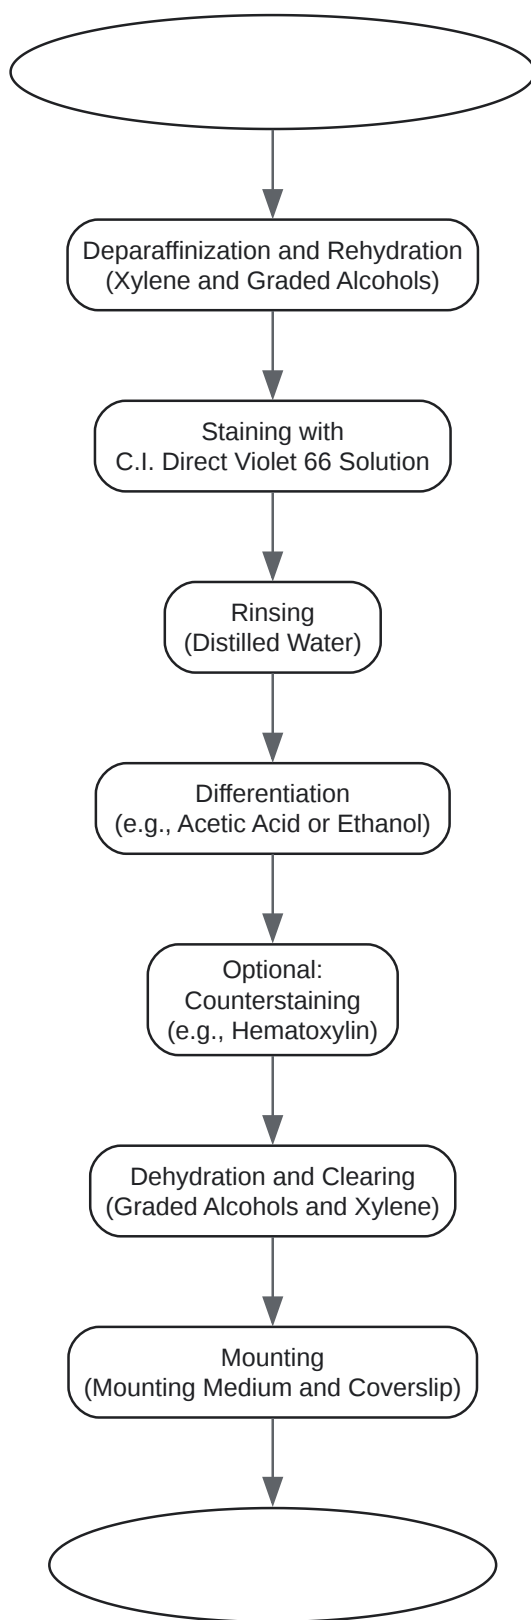 Deparaffinization and Rehydration
(Xylene and Graded Alcohols)
Staining with
C.I. Direct Violet 66 Solution
Rinsing
(Distilled Water)
Differentiation
(e.g., Acetic Acid or Ethanol)
Optional:
Counterstaining
(e.g., Hematoxylin)
Dehydration and Clearing
(Graded Alcohols and Xylene)
Mounting
(Mounting Medium and Coverslip)